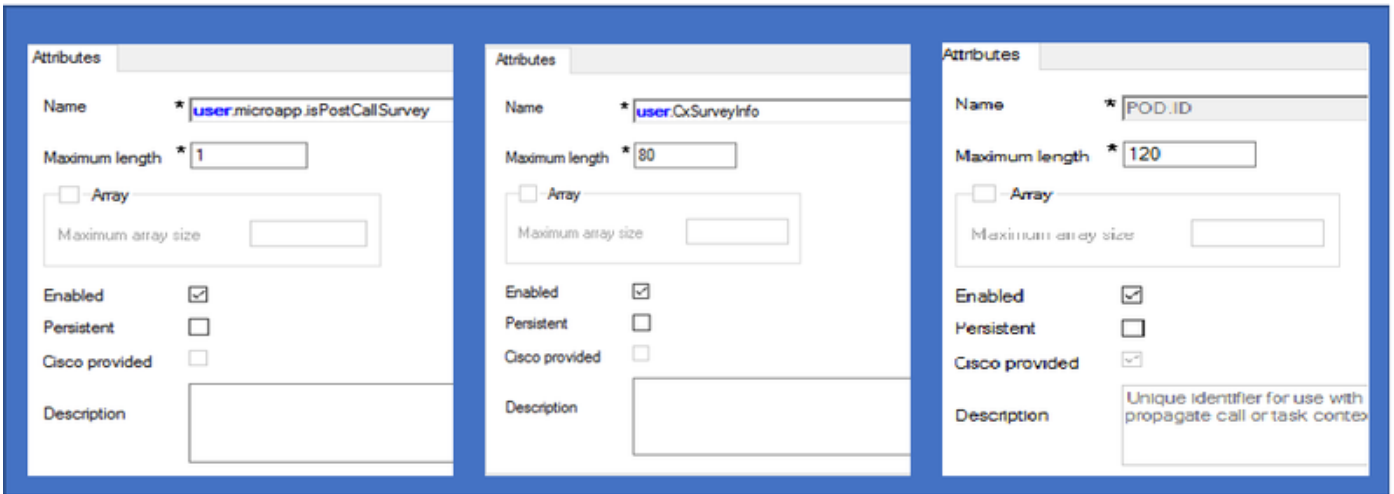 Attributes
Name * user.microapp.isPostCallSurvey
Maximum length * 1
Array
Maximum array size
Enabled
Persistent
Cisco provided
Description
Attributes
Name * user.CxSurveyInfo
Maximum length * 80
Array
Maximum array size
Enabled
Persistent
Cisco provided
Description
Attributes
Name * POD.ID
Maximum length * 120
Array
Maximum array size
Enabled
Persistent
Cisco provided
Description
Unique identifier for use with
propagate call or task contex